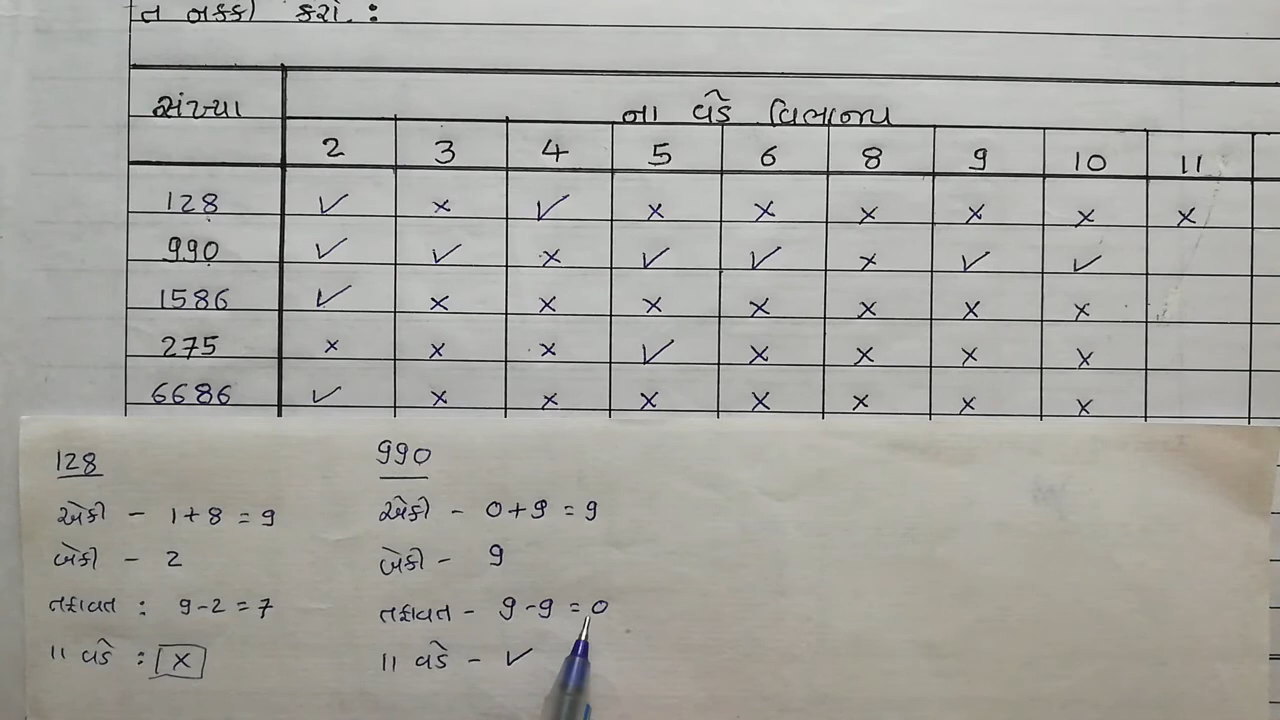 તે નક્કી કરો. :
સંખ્યા ના વડે વિભાજ્ય
2 3 4 5 6 8 9 10 11
128 ✓ × ✓ × × × × × ×
990 ✓ ✓ × ✓ ✓ × ✓ ✓
1586 ✓ × × × × × × ×
275 × × × ✓ × × × ×
6686 ✓ × × × × × × ×
128
એકી - 1+8 = 9
બેકી - 2
તફાવત : 9-2=7
11 વડે : ×
990
એકી - 0+9 = 9
બેકી - 9
તફાવત - 9-9 = 0
11 વડે - ✓